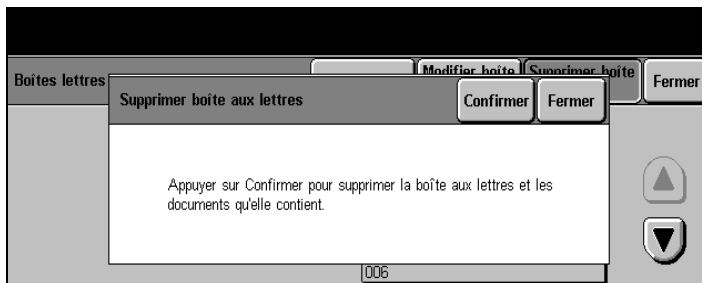 Boîtes lettres
Modifier boîte
Supprimer boîte
Fermer
Supprimer boîte aux lettres
Confirmer
Fermer
Appuyer sur Confirmer pour supprimer la boîte aux lettres et les
documents qu'elle contient.
006